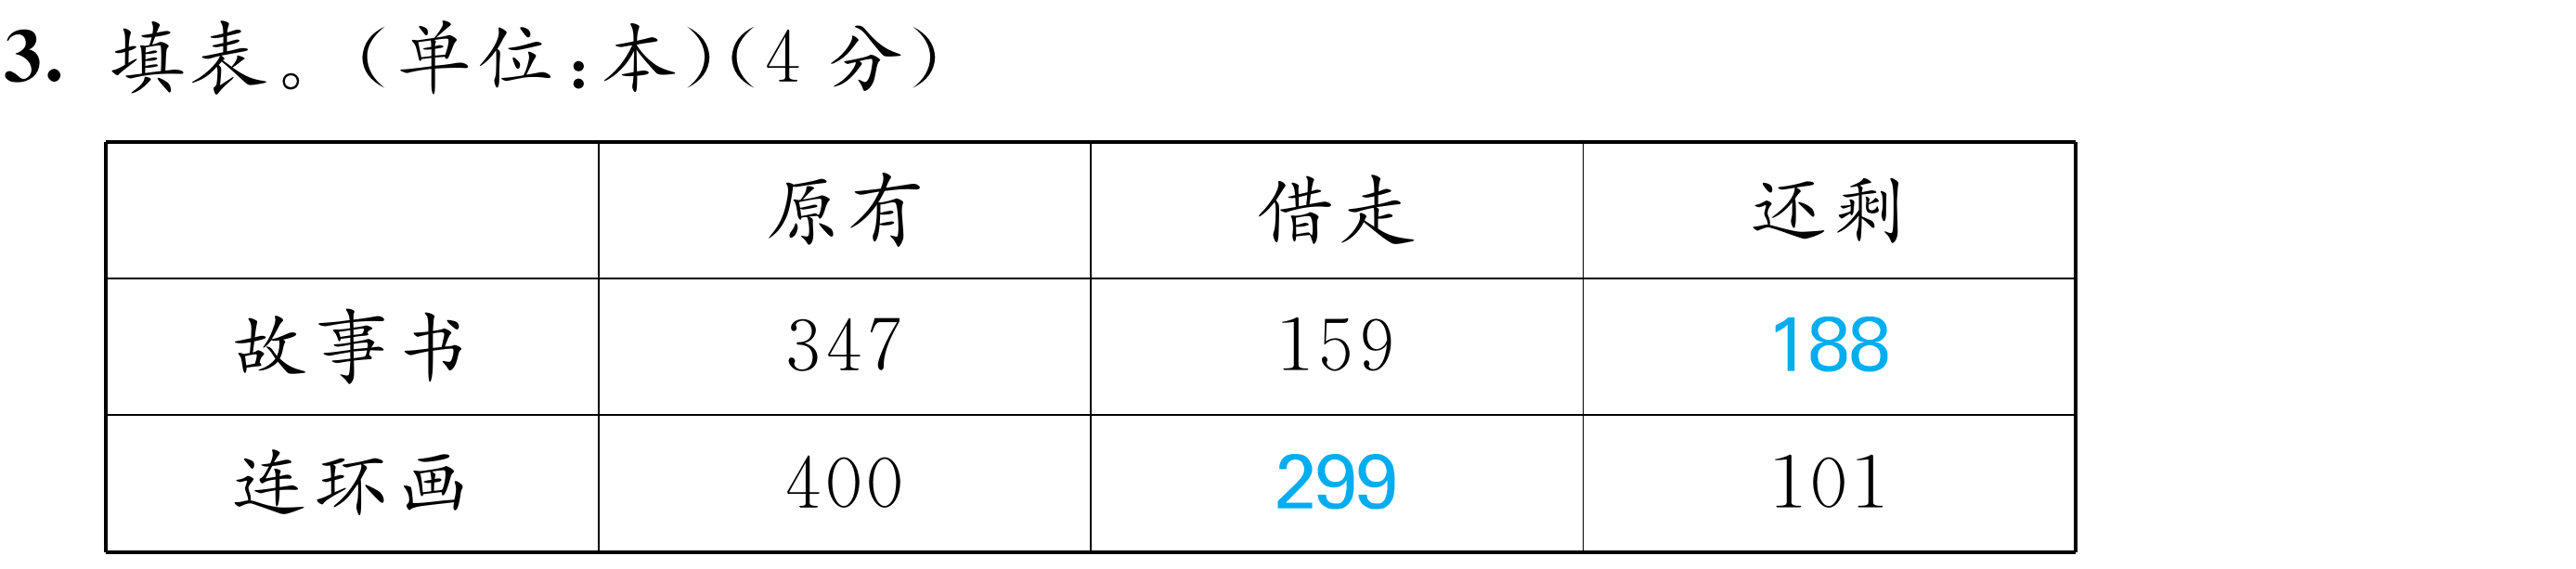 3. 填表。(单位:本)(4 分)
原有 借走 还剩
故事书 347 159 188
连环画 400 299 101